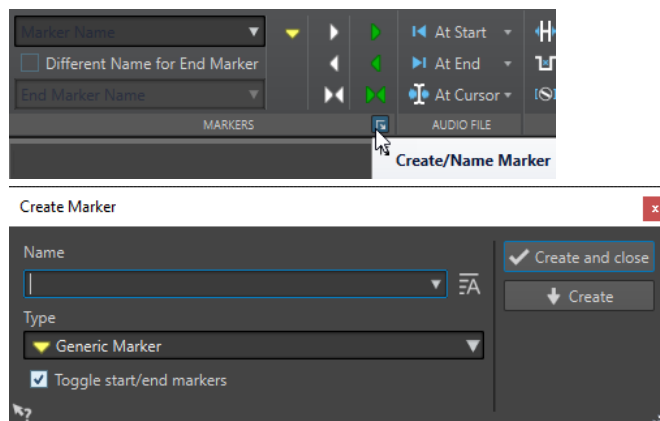 Marker Name
At Start
Different Name for End Marker
At End
End Marker Name
At Cursor
MARKERS
AUDIO FILE
Create/Name Marker
Create Marker
x
Name
Create and close
Create
Type
Generic Marker
Toggle start/end markers